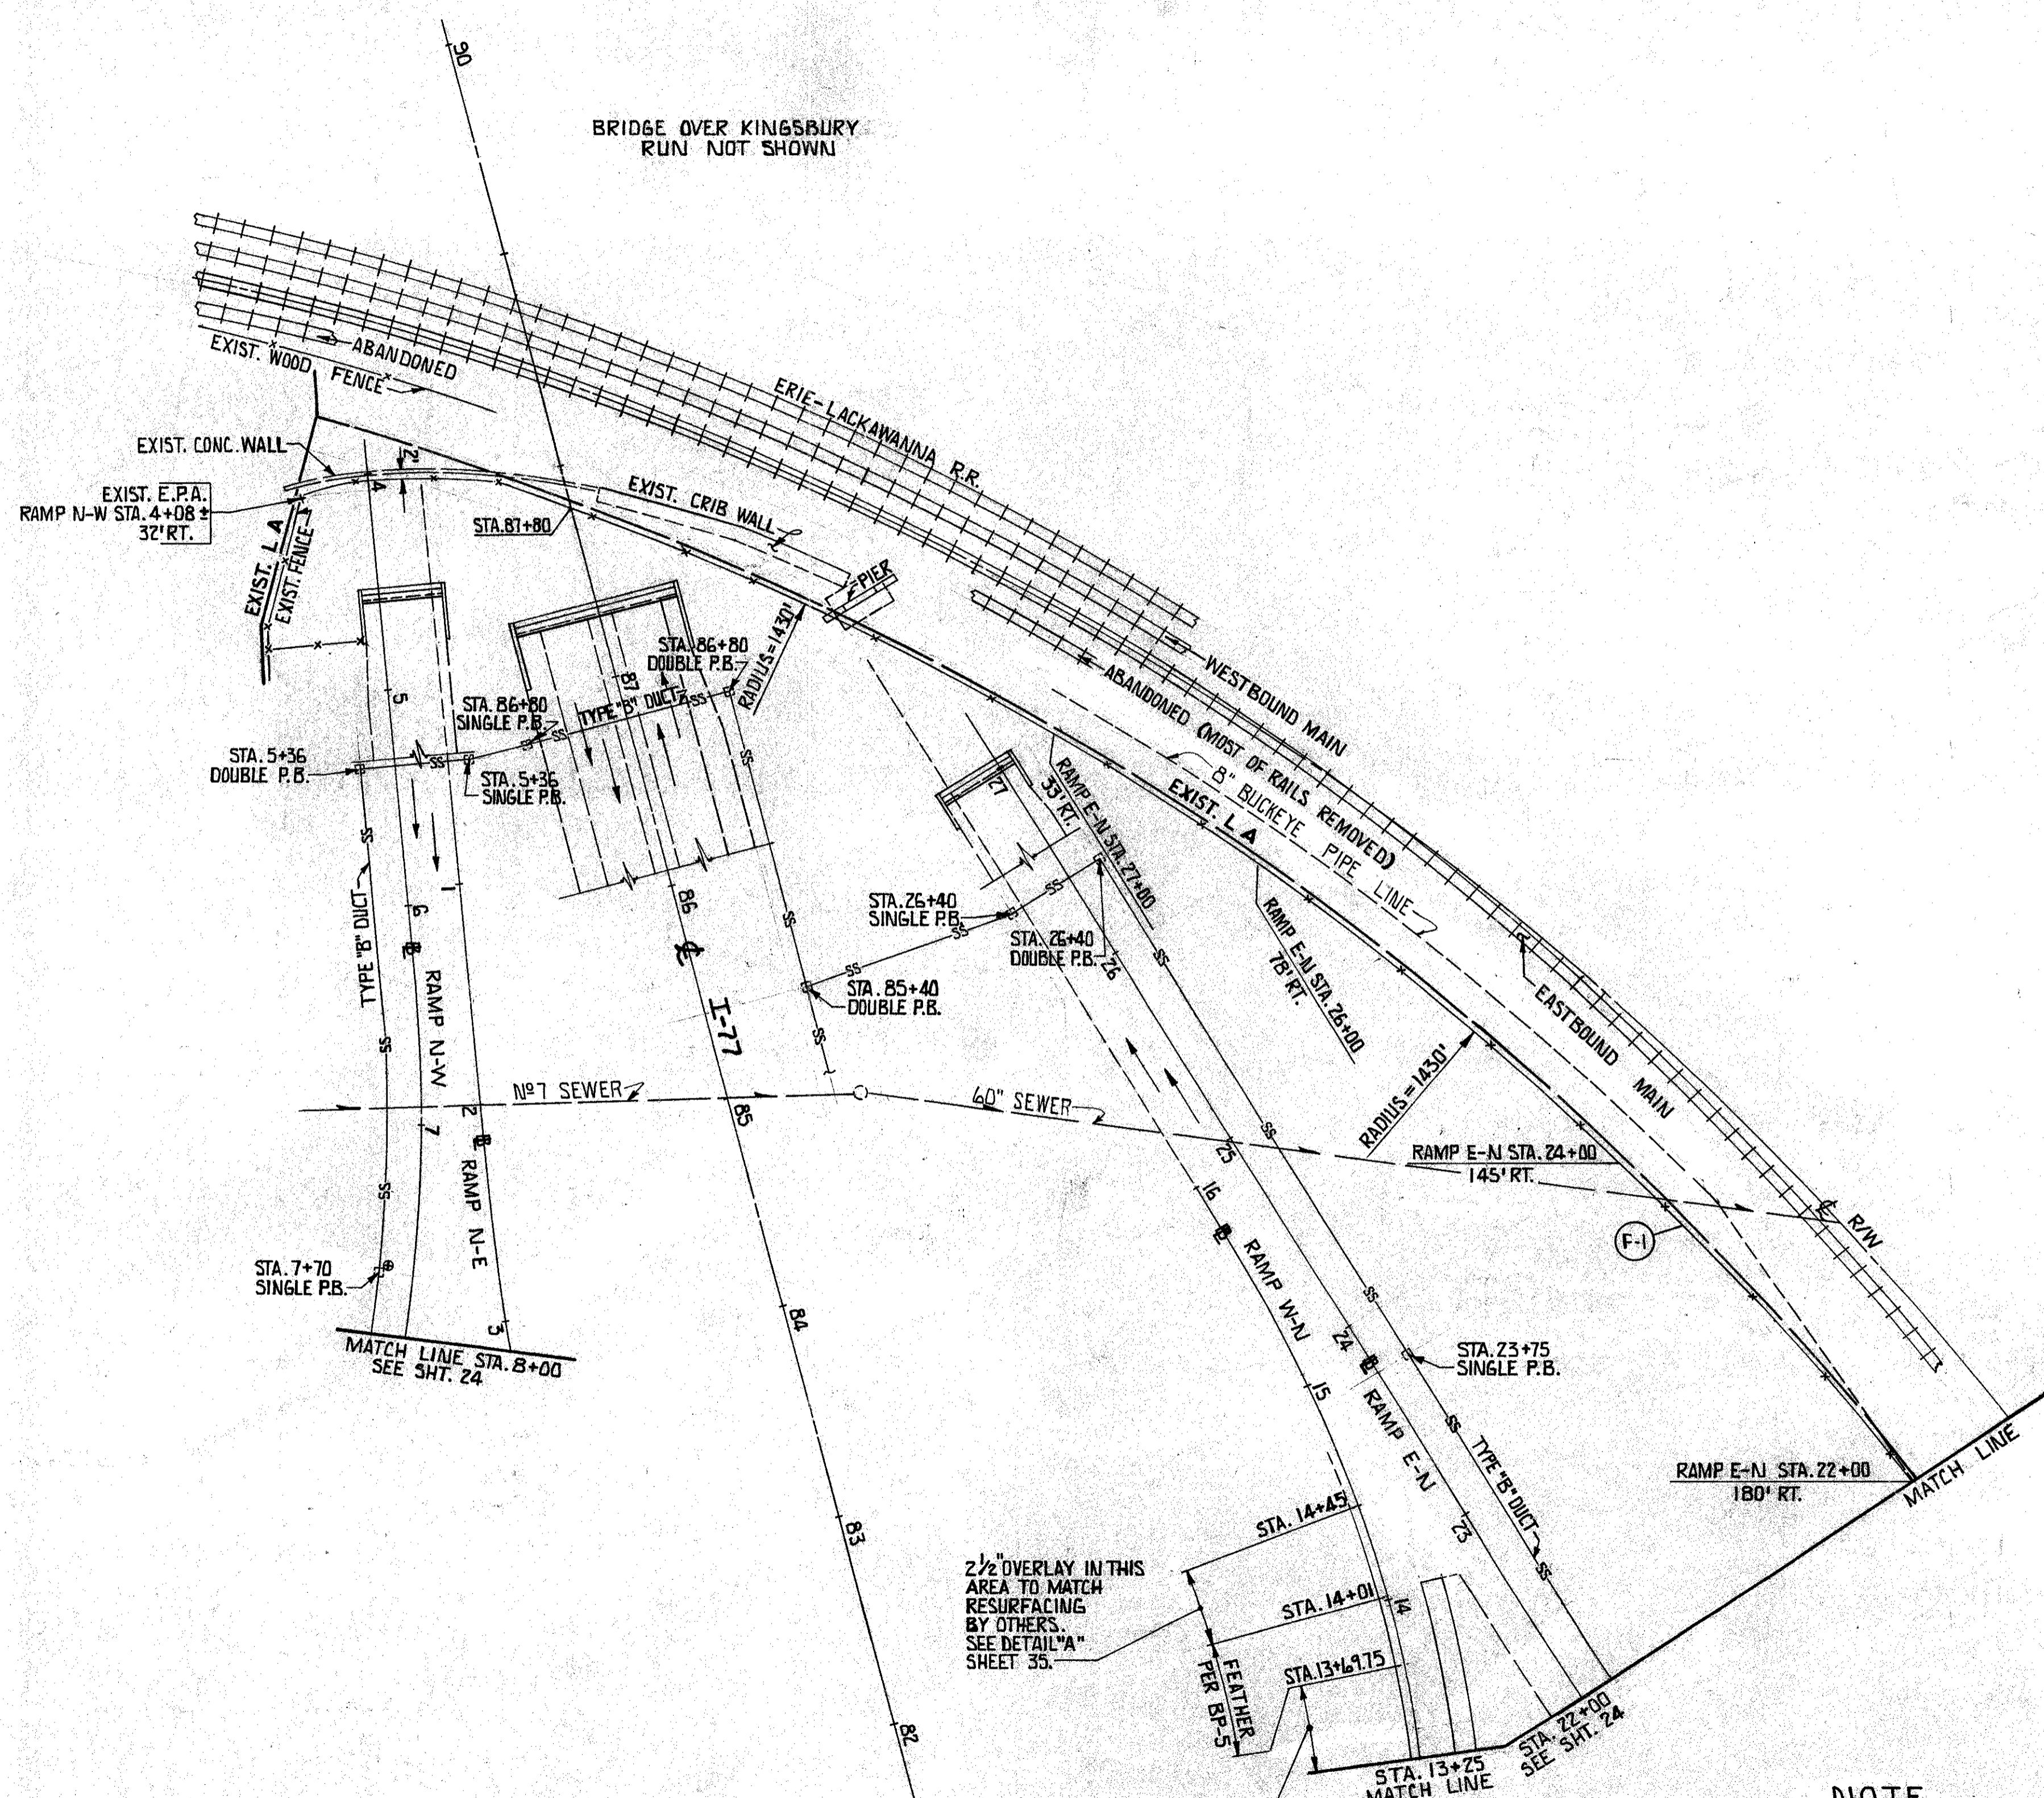 90
BRIDGE OVER KINGSBURY
RUN NOT SHOWN
ABANDONED
EXIST. WOOD FENCE
ERIE-LACKAWANNA R.R.
EXIST. CONC. WALL
2'
4
EXIST. E.P.A.
RAMP N-W STA. 4+08 ±
32' RT.
EXIST. CRIB WALL
STA. 87+80
EXIST. L A
EXIST. FENCE
PIER
RADIUS = 1430'
STA. 86+80
DOUBLE P.B.
87
TYPE "B" DUCT
STA. 86+80
SINGLE P.B.
5
STA. 5+36
DOUBLE P.B.
SS
STA. 5+36
SINGLE P.B.
WESTBOUND MAIN
ABANDONED (MOST OF RAILS REMOVED)
8" BUCKEYE PIPE LINE
EXIST. L A
RAMP E-N STA. 27+00
33' RT.
27
1
6
86
TYPE "B" DUCT
RAMP N-W
I-77
STA. 26+40
SINGLE P.B.
STA. 26+40
DOUBLE P.B.
26
RAMP E-N STA. 26+00
78' RT.
STA. 85+40
DOUBLE P.B.
EASTBOUND MAIN
RADIUS = 1430'
Nº 7 SEWER
60" SEWER
2
7
85
25
16
RAMP N-E
RAMP E-N STA. 24+00
145' RT.
F-1
R/W
STA. 7+70
SINGLE P.B.
RAMP W-N
84
24
3
MATCH LINE STA. 8+00
SEE SHT. 24
STA. 23+75
SINGLE P.B.
15
RAMP E-N
TYPE "B" DUCT
RAMP E-N STA. 22+00
180' RT.
MATCH LINE
83
23
STA. 14+45
2½" OVERLAY IN THIS
AREA TO MATCH
RESURFACING
BY OTHERS.
SEE DETAIL "A"
SHEET 35.
STA. 14+01
14
STA. 13+69.75
FEATHER
PER BP-5
82
STA. 22+00
SEE SHT. 24
STA. 13+25
MATCH LINE
NOTE